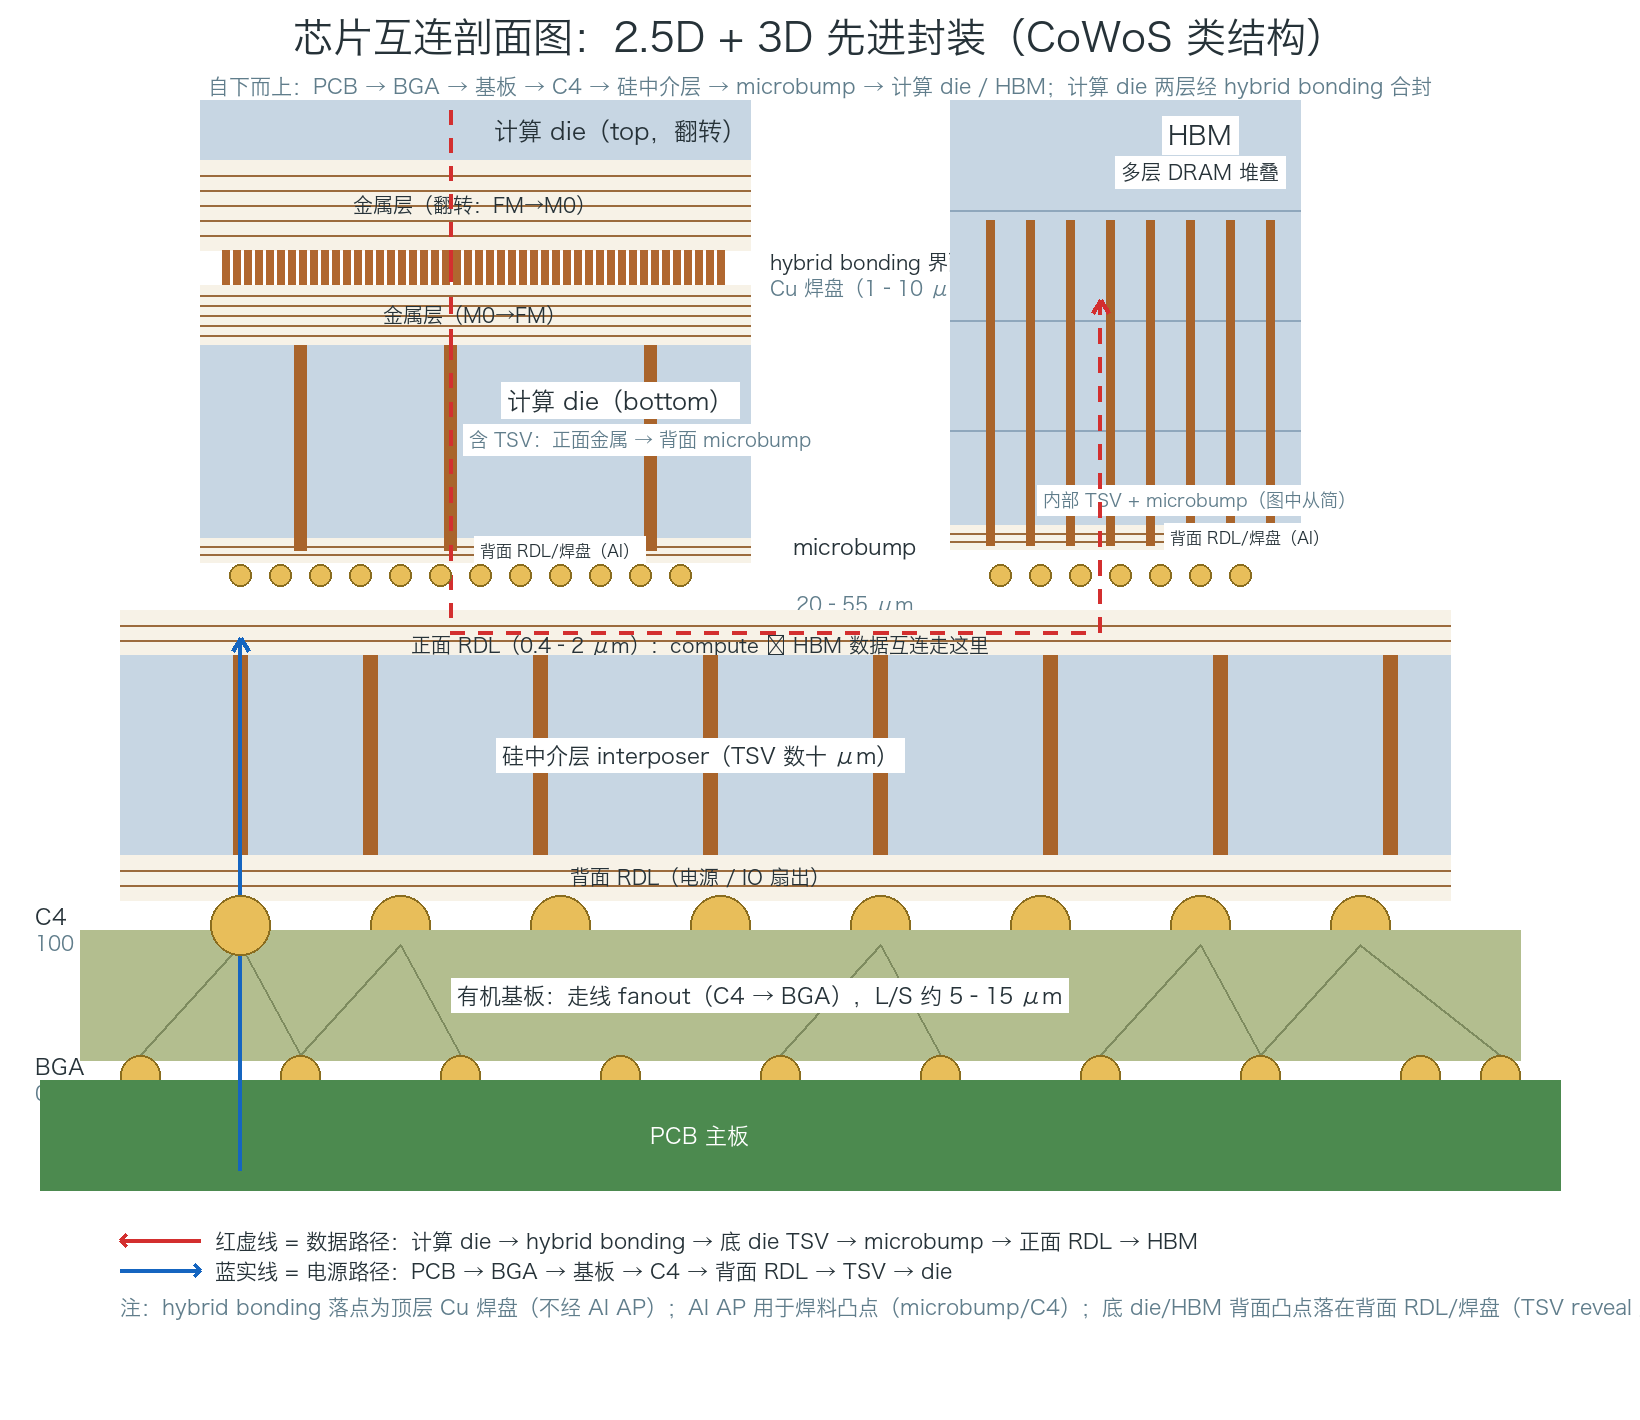 芯片互连剖面图：2.5D + 3D 先进封装（CoWoS 类结构）
自下而上：PCB → BGA → 基板 → C4 → 硅中介层 → microbump → 计算 die / HBM；计算 die 两层经 hybrid bonding 合封
计算 die（top，翻转）
金属层（翻转：FM→M0）
hybrid bonding 界
Cu 焊盘（1 - 10 μ
金属层（M0→FM）
计算 die（bottom）
含 TSV：正面金属 → 背面 microbump
背面 RDL/焊盘（Al）
HBM
多层 DRAM 堆叠
内部 TSV + microbump（图中从简）
背面 RDL/焊盘（Al）
microbump
20 - 55 μm
正面 RDL（0.4 - 2 μm）：compute HBM 数据互连走这里
硅中介层 interposer（TSV 数十 μm）
背面 RDL（电源 / IO 扇出）
C4
100
有机基板：走线 fanout（C4 → BGA），L/S 约 5 - 15 μm
BGA
PCB 主板
红虚线 = 数据路径：计算 die → hybrid bonding → 底 die TSV → microbump → 正面 RDL → HBM
蓝实线 = 电源路径：PCB → BGA → 基板 → C4 → 背面 RDL → TSV → die
注：hybrid bonding 落点为顶层 Cu 焊盘（不经 Al AP）；Al AP 用于焊料凸点（microbump/C4）；底 die/HBM 背面凸点落在背面 RDL/焊盘（TSV reveal